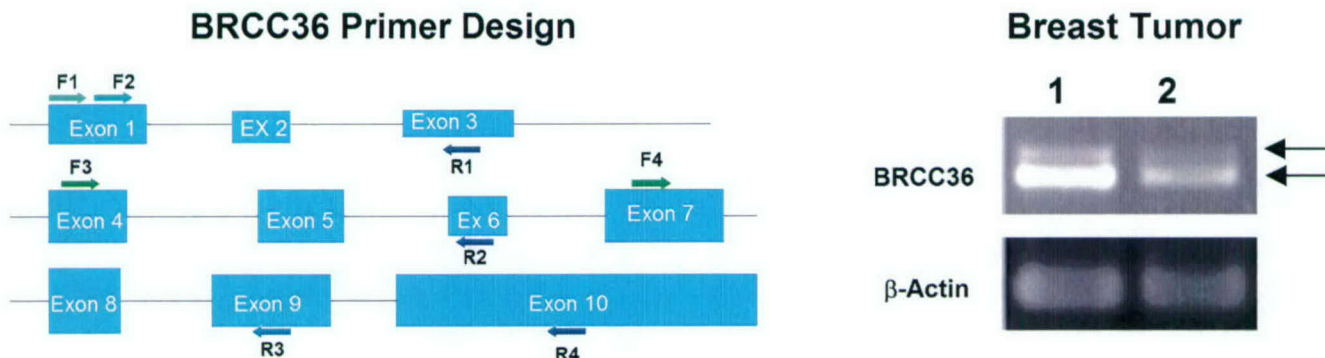 BRCC36 Primer Design
F1 F2
Exon 1 EX 2 Exon 3
R1
F3 F4
Exon 4 Exon 5 Ex 6 Exon 7
R2
Exon 8 Exon 9 Exon 10
R3 R4
Breast Tumor
1 2
BRCC36
β-Actin